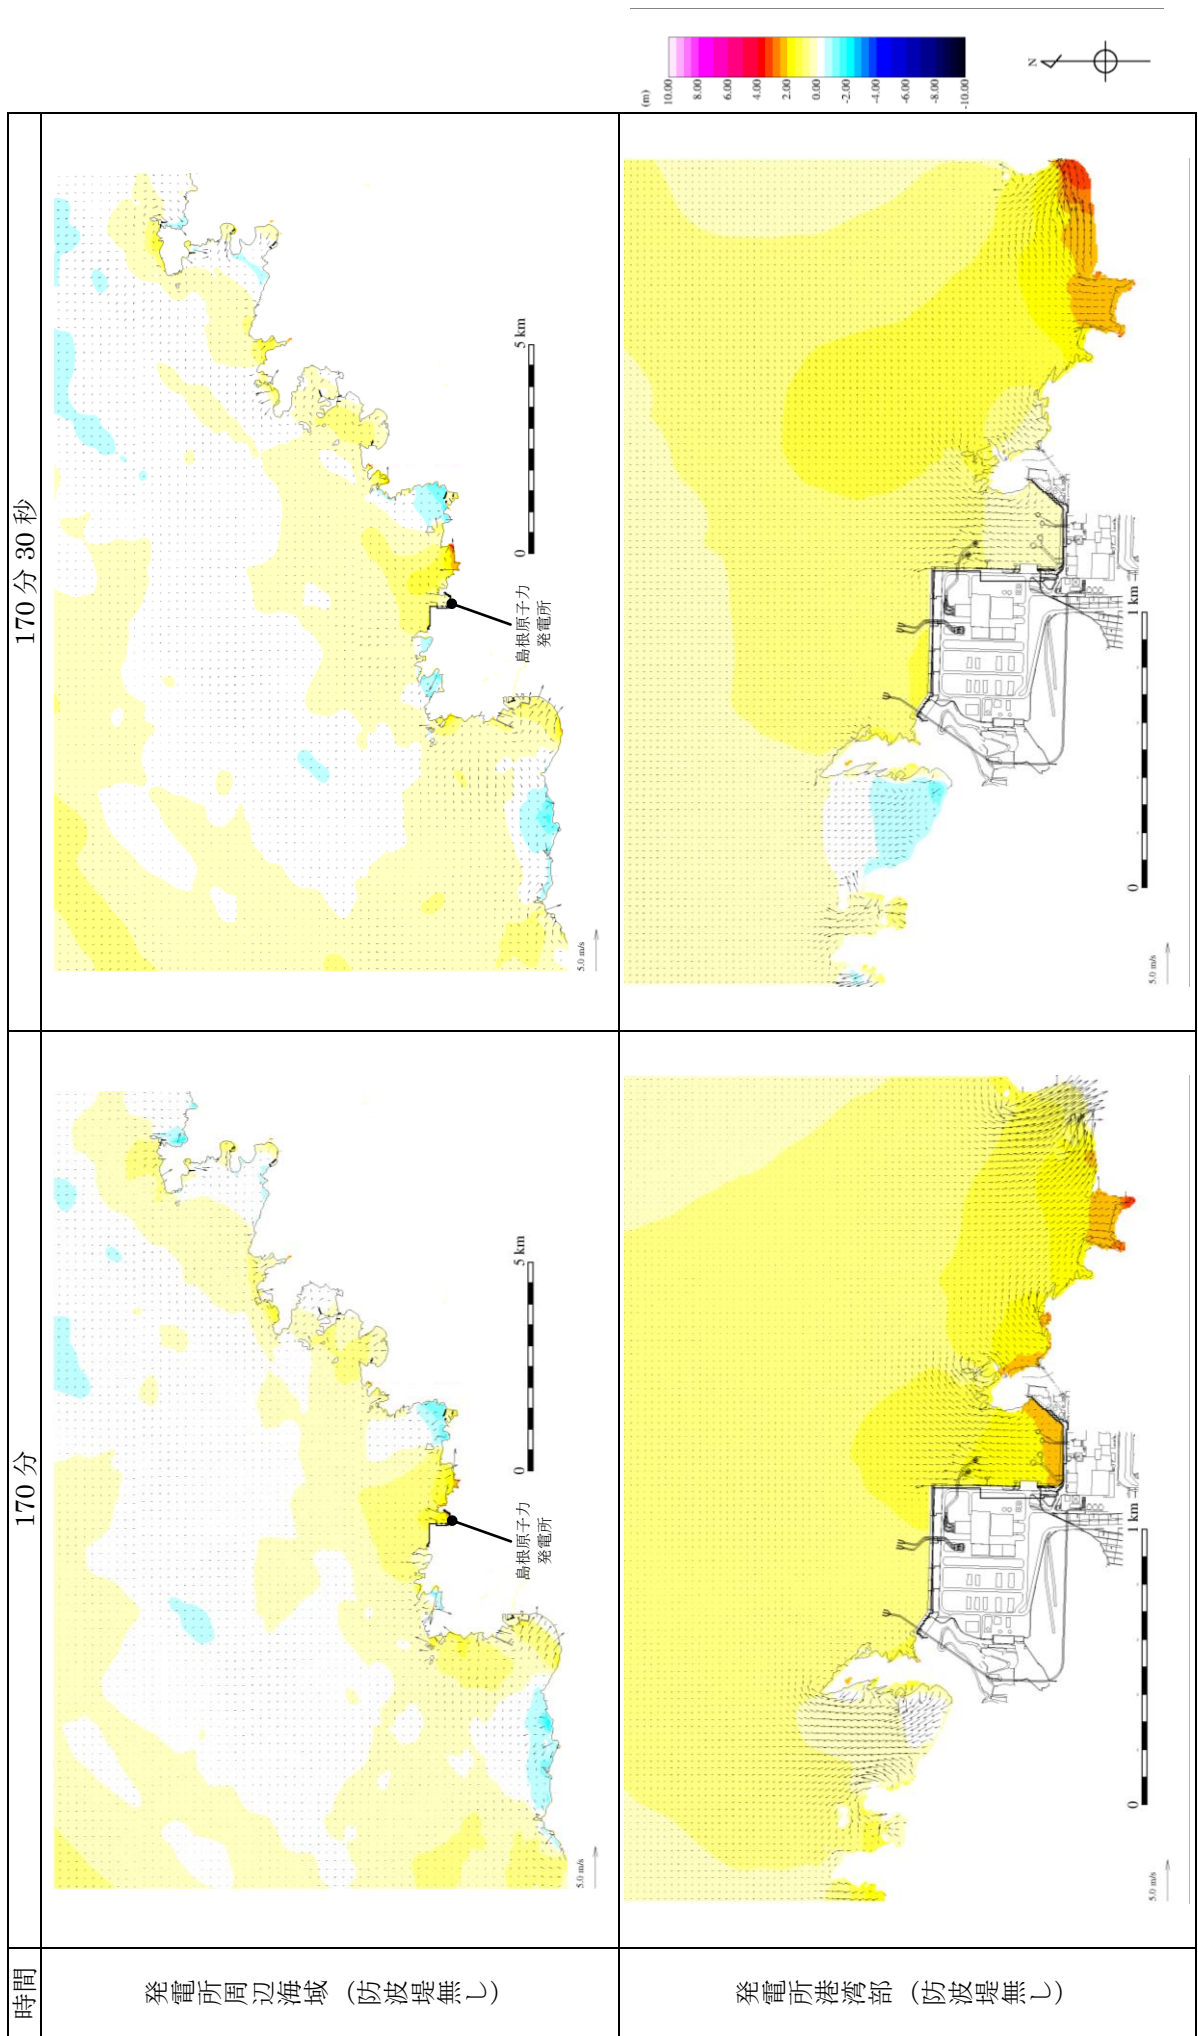 時間
170分
170分30秒
発電所周辺海域（防波堤無し）
島根原子力
発電所
0
5 km
5.0 m/s
島根原子力
発電所
0
5 km
5.0 m/s
発電所港湾部（防波堤無し）
0
1 km
5.0 m/s
0
1 km
5.0 m/s
(m)
10.00
8.00
6.00
4.00
2.00
0.00
-2.00
-4.00
-6.00
-8.00
-10.00
N